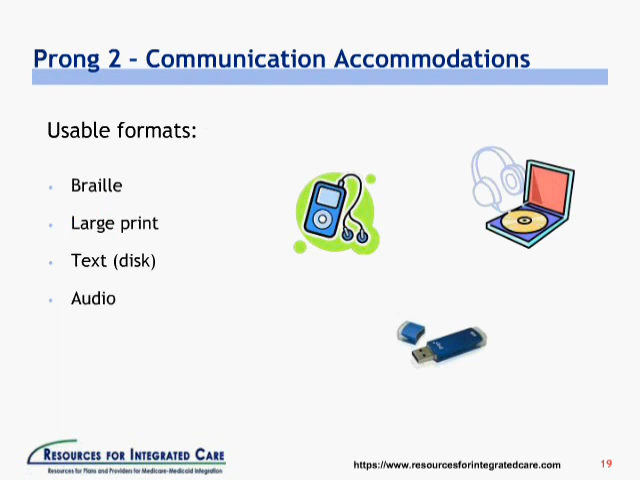 Prong 2 – Communication Accommodations
Usable formats:
Braille
Large print
Text (disk)
Audio
RESOURCES FOR INTEGRATED CARE
Resources for Plans and Providers for Medicare-Medicaid Integration
https://www.resourcesforintegratedcare.com
19